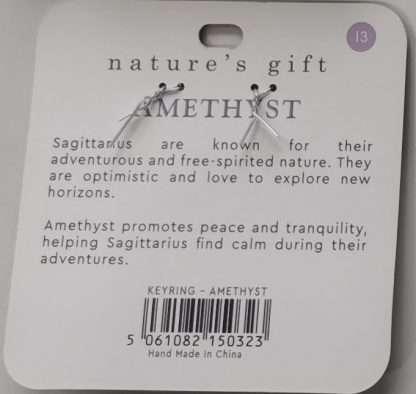 13
nature's gift
AMETHYST
Sagittarius are known for their
adventurous and free-spirited nature. They
are optimistic and love to explore new
horizons.
Amethyst promotes peace and tranquility,
helping Sagittarius find calm during their
adventures.
KEYRING - AMETHYST
5 061082 150323
Hand Made In China